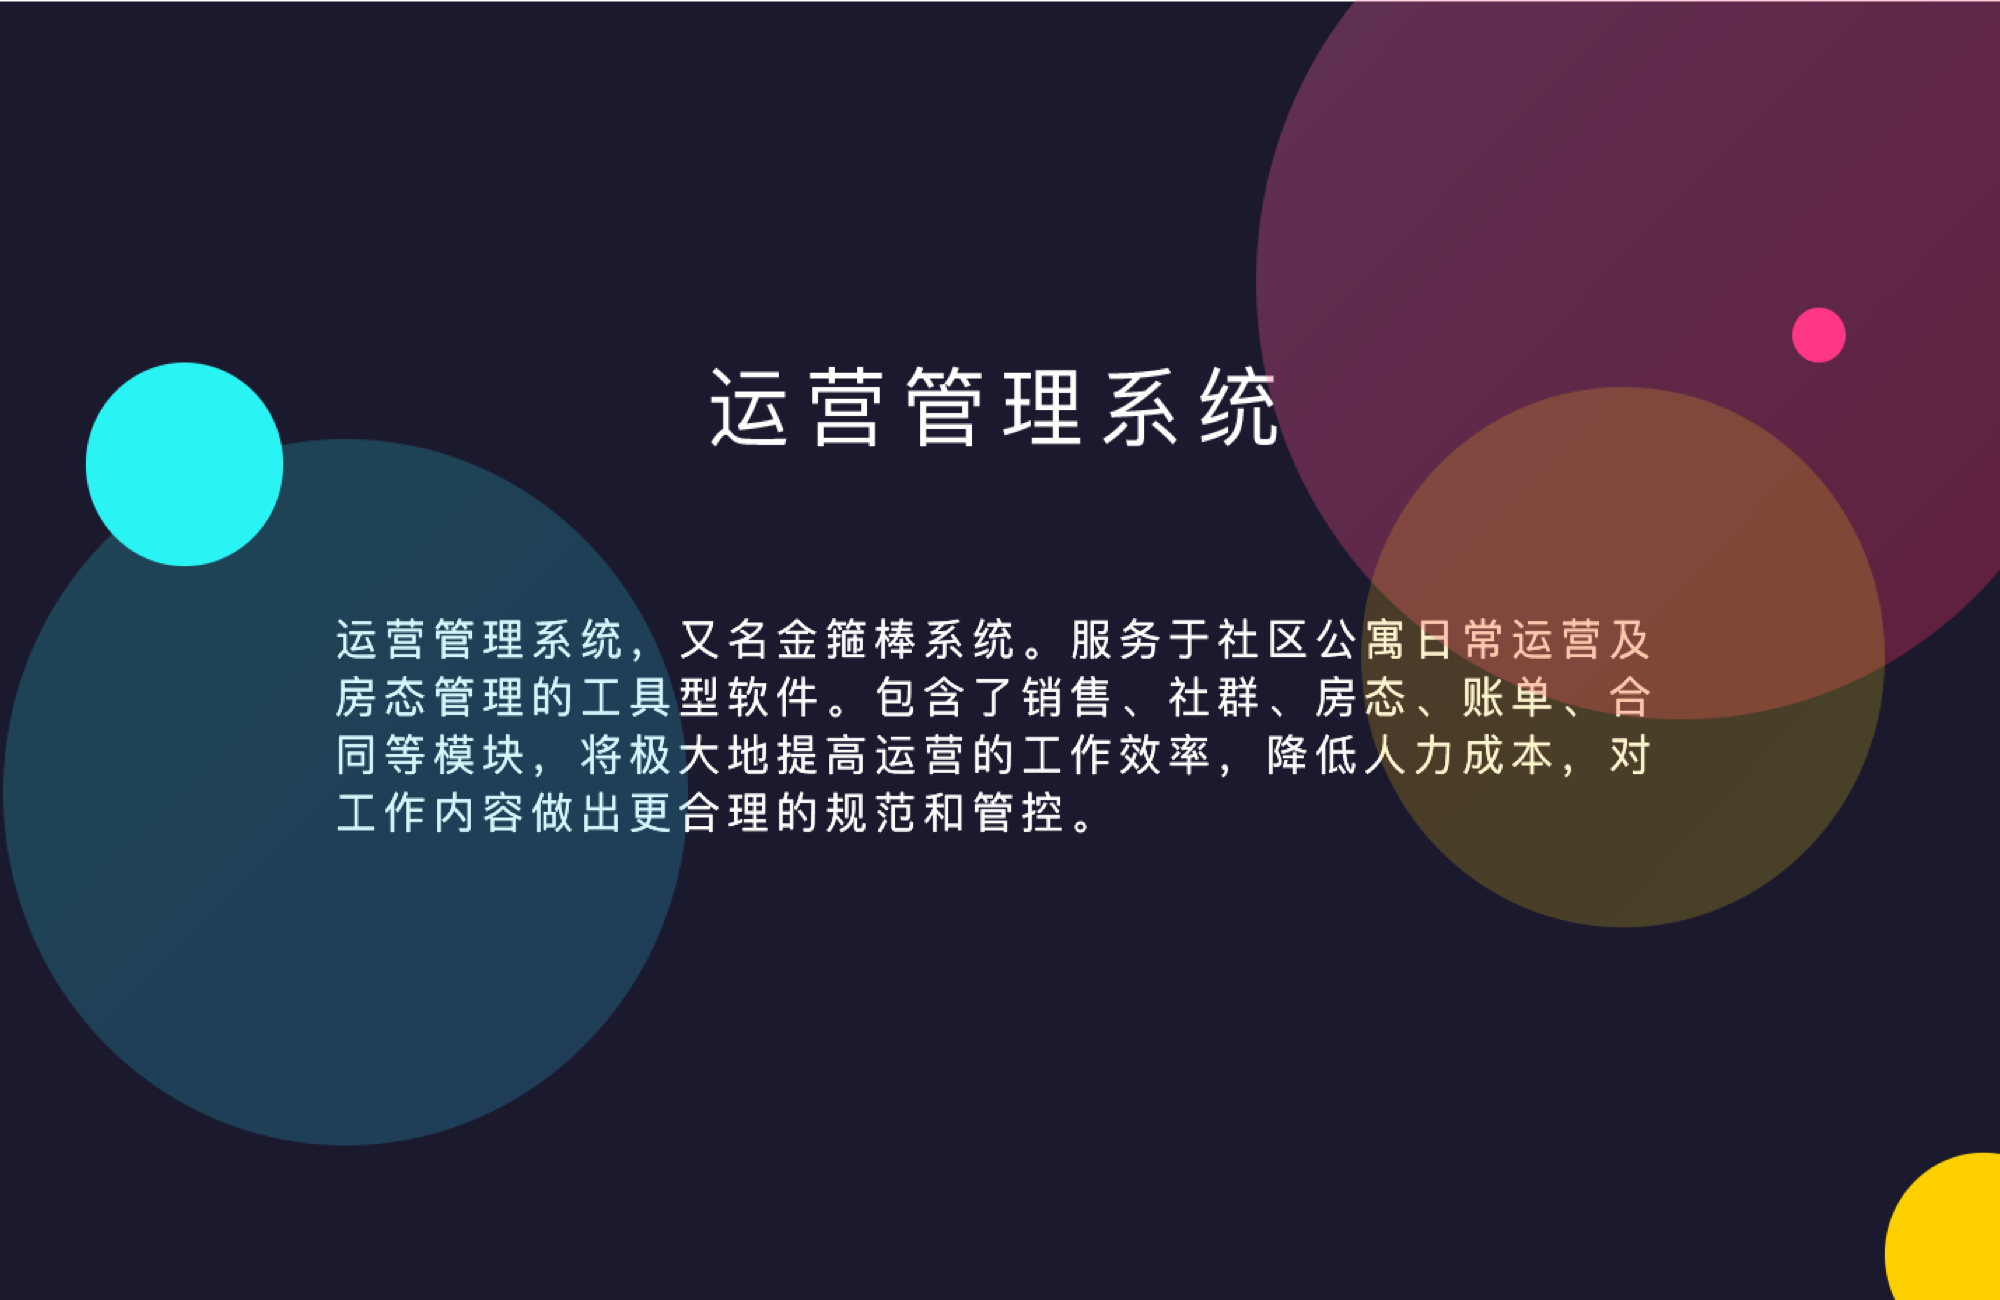 运营管理系统
运营管理系统，又名金箍棒系统。服务于社区公寓日常运营及
房态管理的工具型软件。包含了销售、社群、房态、账单、合
同等模块，将极大地提高运营的工作效率，降低人力成本，对
工作内容做出更合理的规范和管控。